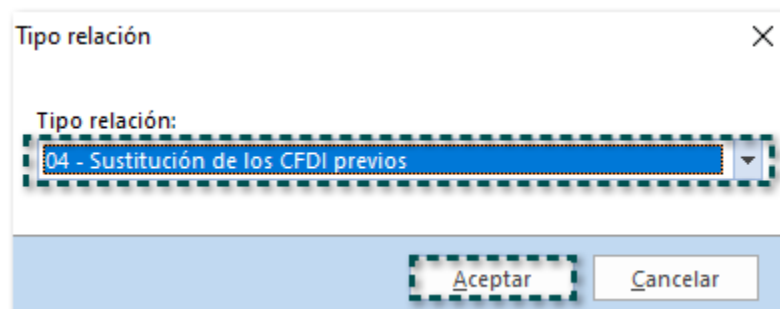 Tipo relación
Tipo relación:
04 - Sustitución de los CFDI previos
Aceptar Cancelar